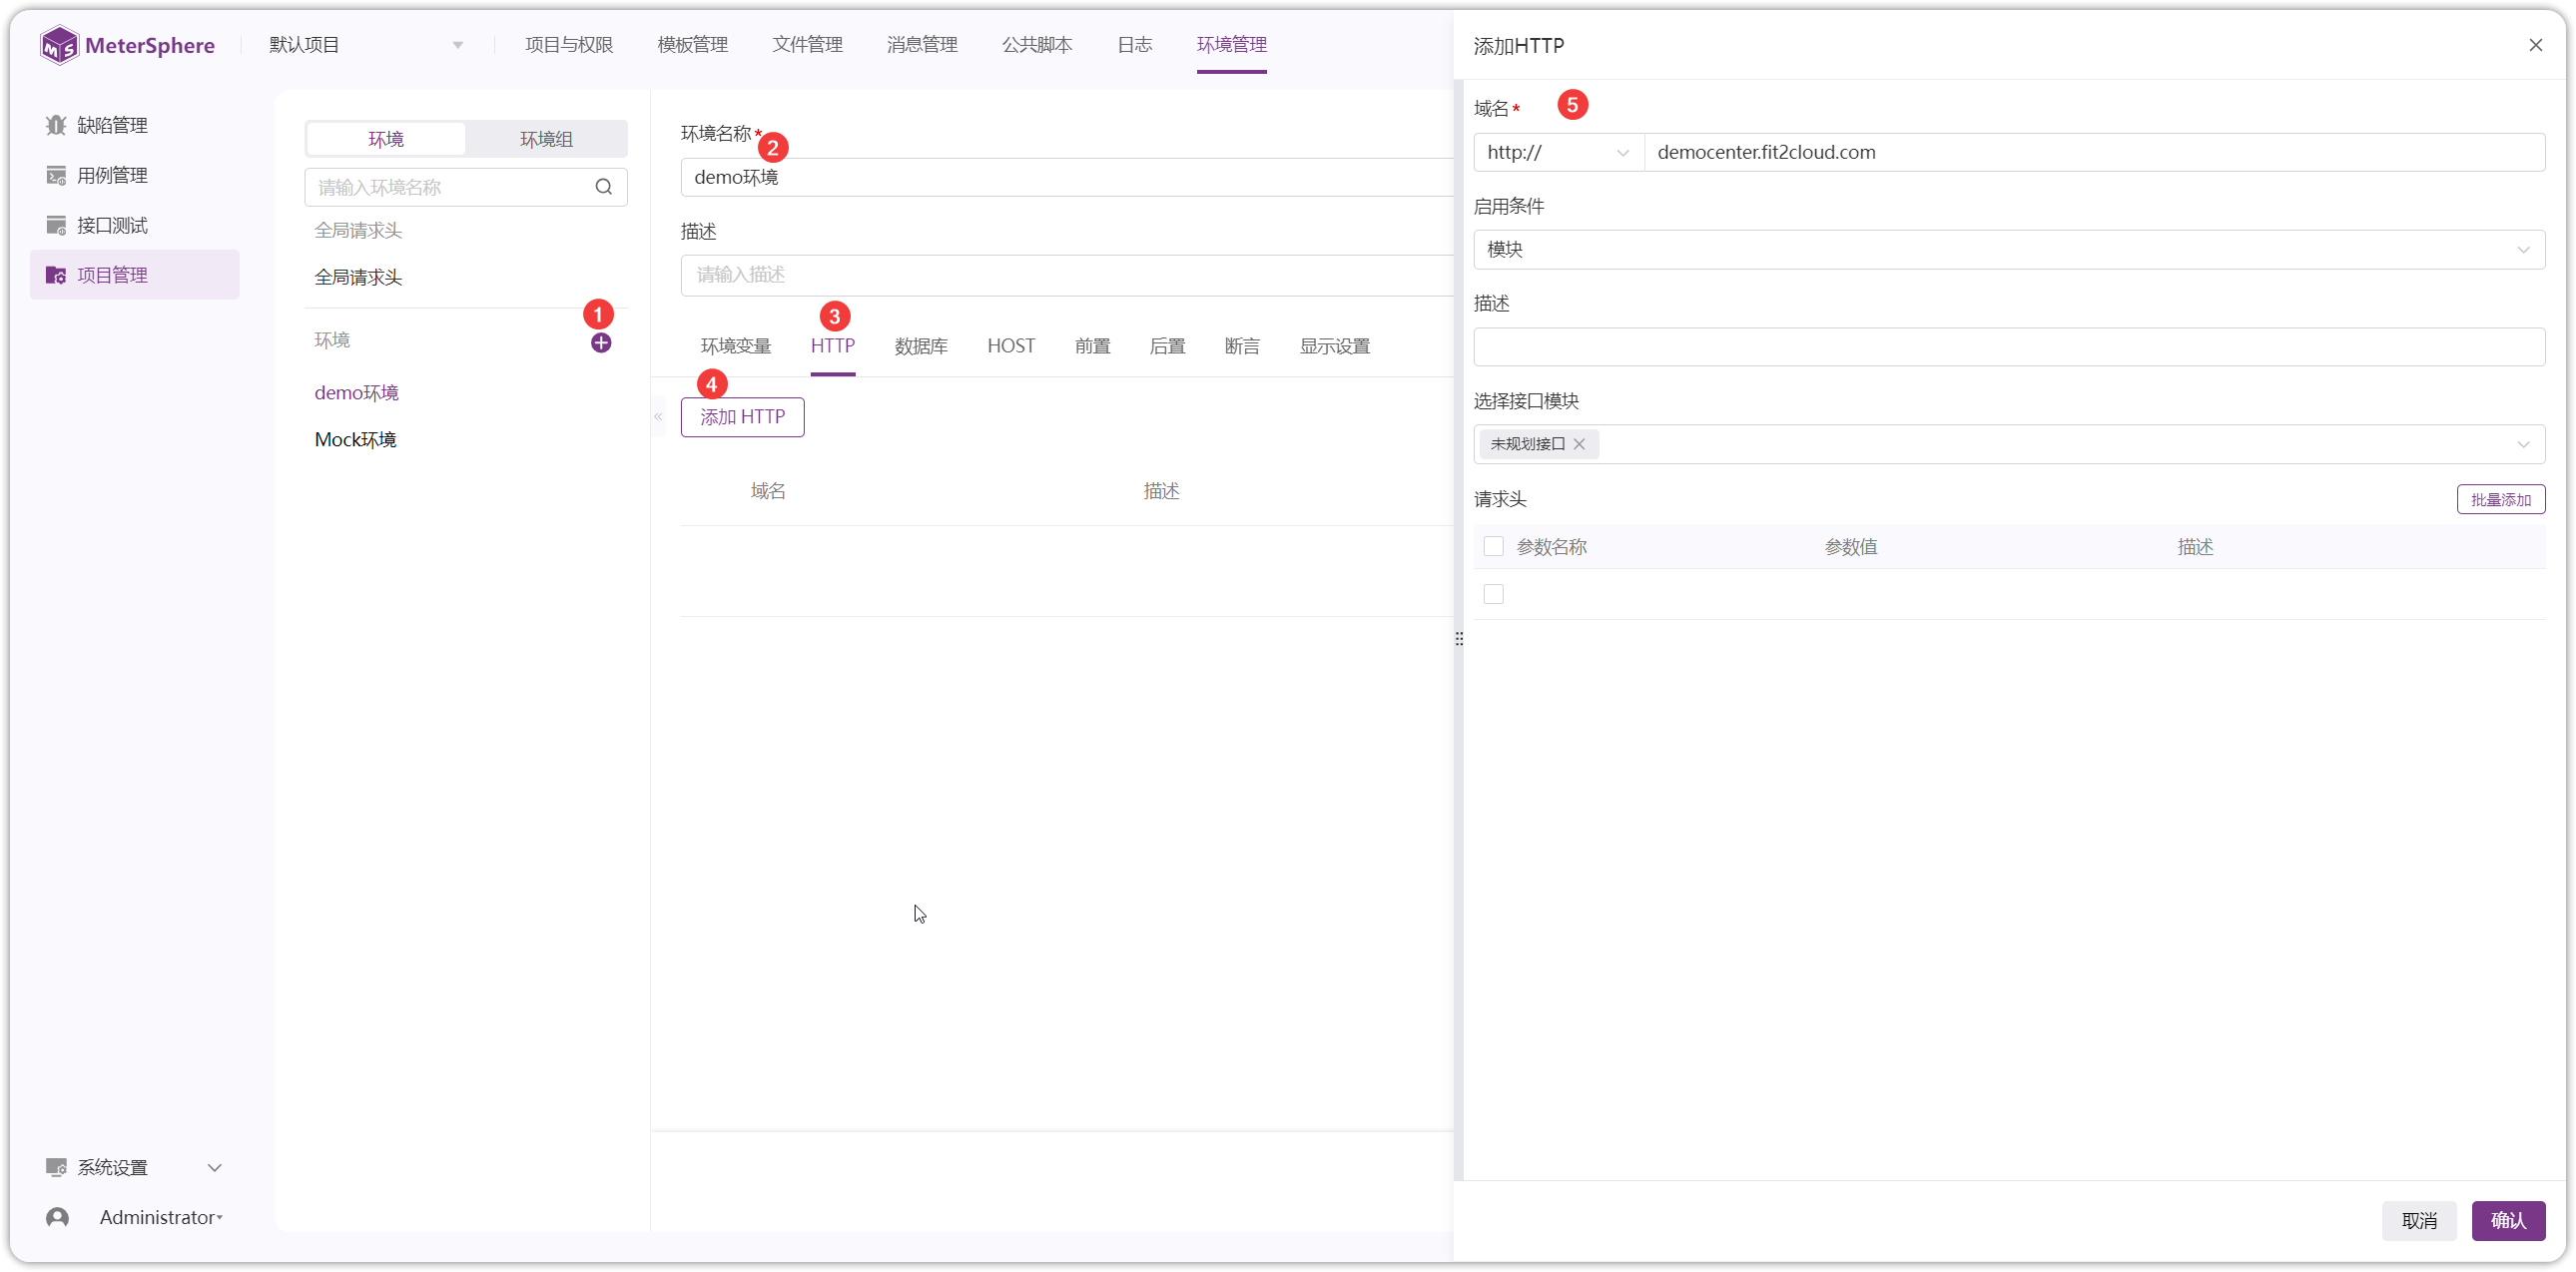 MeterSphere
默认项目
项目与权限 模板管理 文件管理 消息管理 公共脚本 日志 环境管理
缺陷管理
用例管理
接口测试
项目管理
系统设置
Administrator
环境 环境组
请输入环境名称
全局请求头
全局请求头
1
环境
demo环境
Mock环境
环境名称*
2
demo环境
描述
请输入描述
3
环境变量 HTTP 数据库 HOST 前置 后置 断言 显示设置
4
添加 HTTP
域名 描述
添加HTTP
域名* 5
http:// democenter.fit2cloud.com
启用条件
模块
描述
选择接口模块
未规划接口
请求头 批量添加
参数名称 参数值 描述
取消 确认